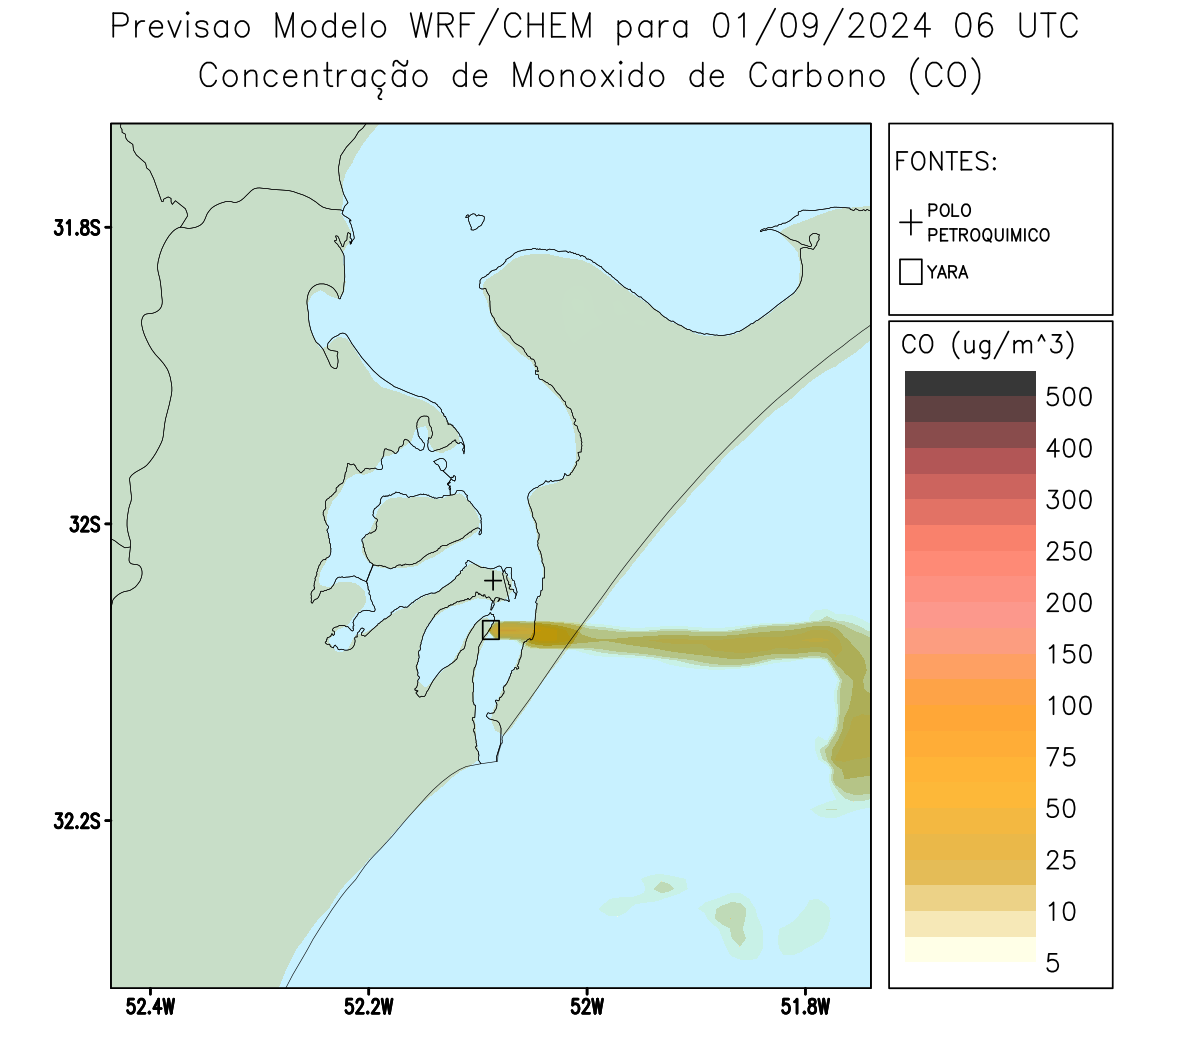 Previsao Modelo WRF/CHEM para 01/09/2024 06 UTC
Concentração de Monoxido de Carbono (CO)
FONTES:
POLO
PETROQUIMICO
YARA
CO (ug/m^3)
500
400
300
250
200
150
100
75
50
25
10
5
31.8S
32S
32.2S
52.4W
52.2W
52W
51.8W